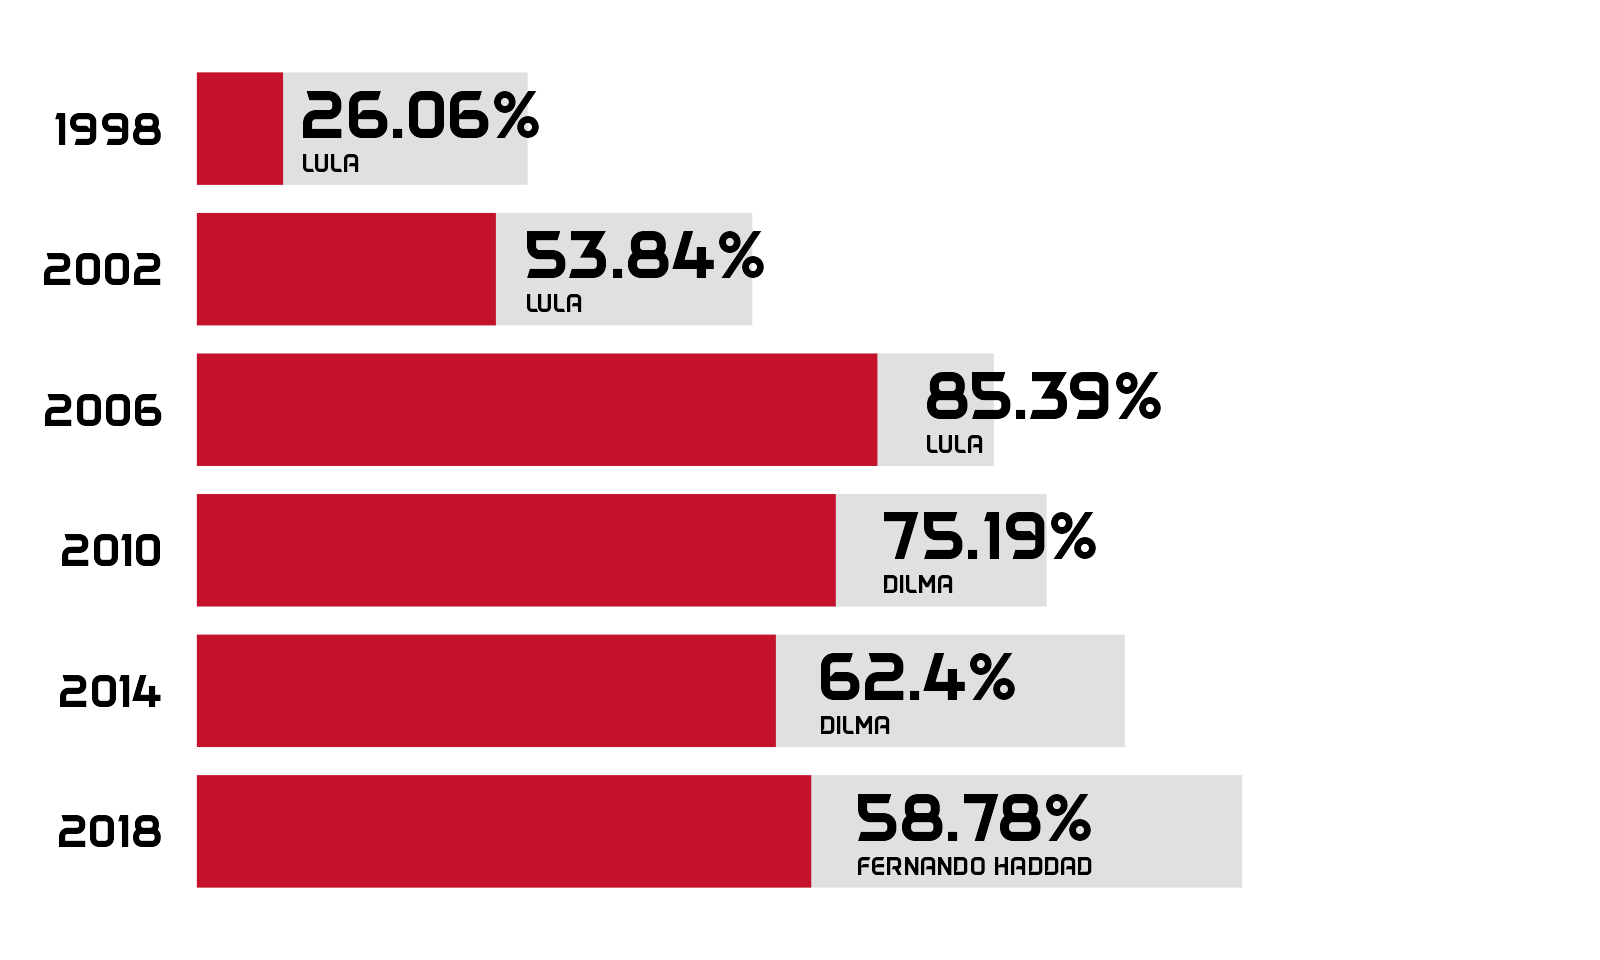 1998
26.06%
LULA
2002
53.84%
LULA
2006
85.39%
LULA
2010
75.19%
DILMA
2014
62.4%
DILMA
2018
58.78%
FERNANDO HADDAD